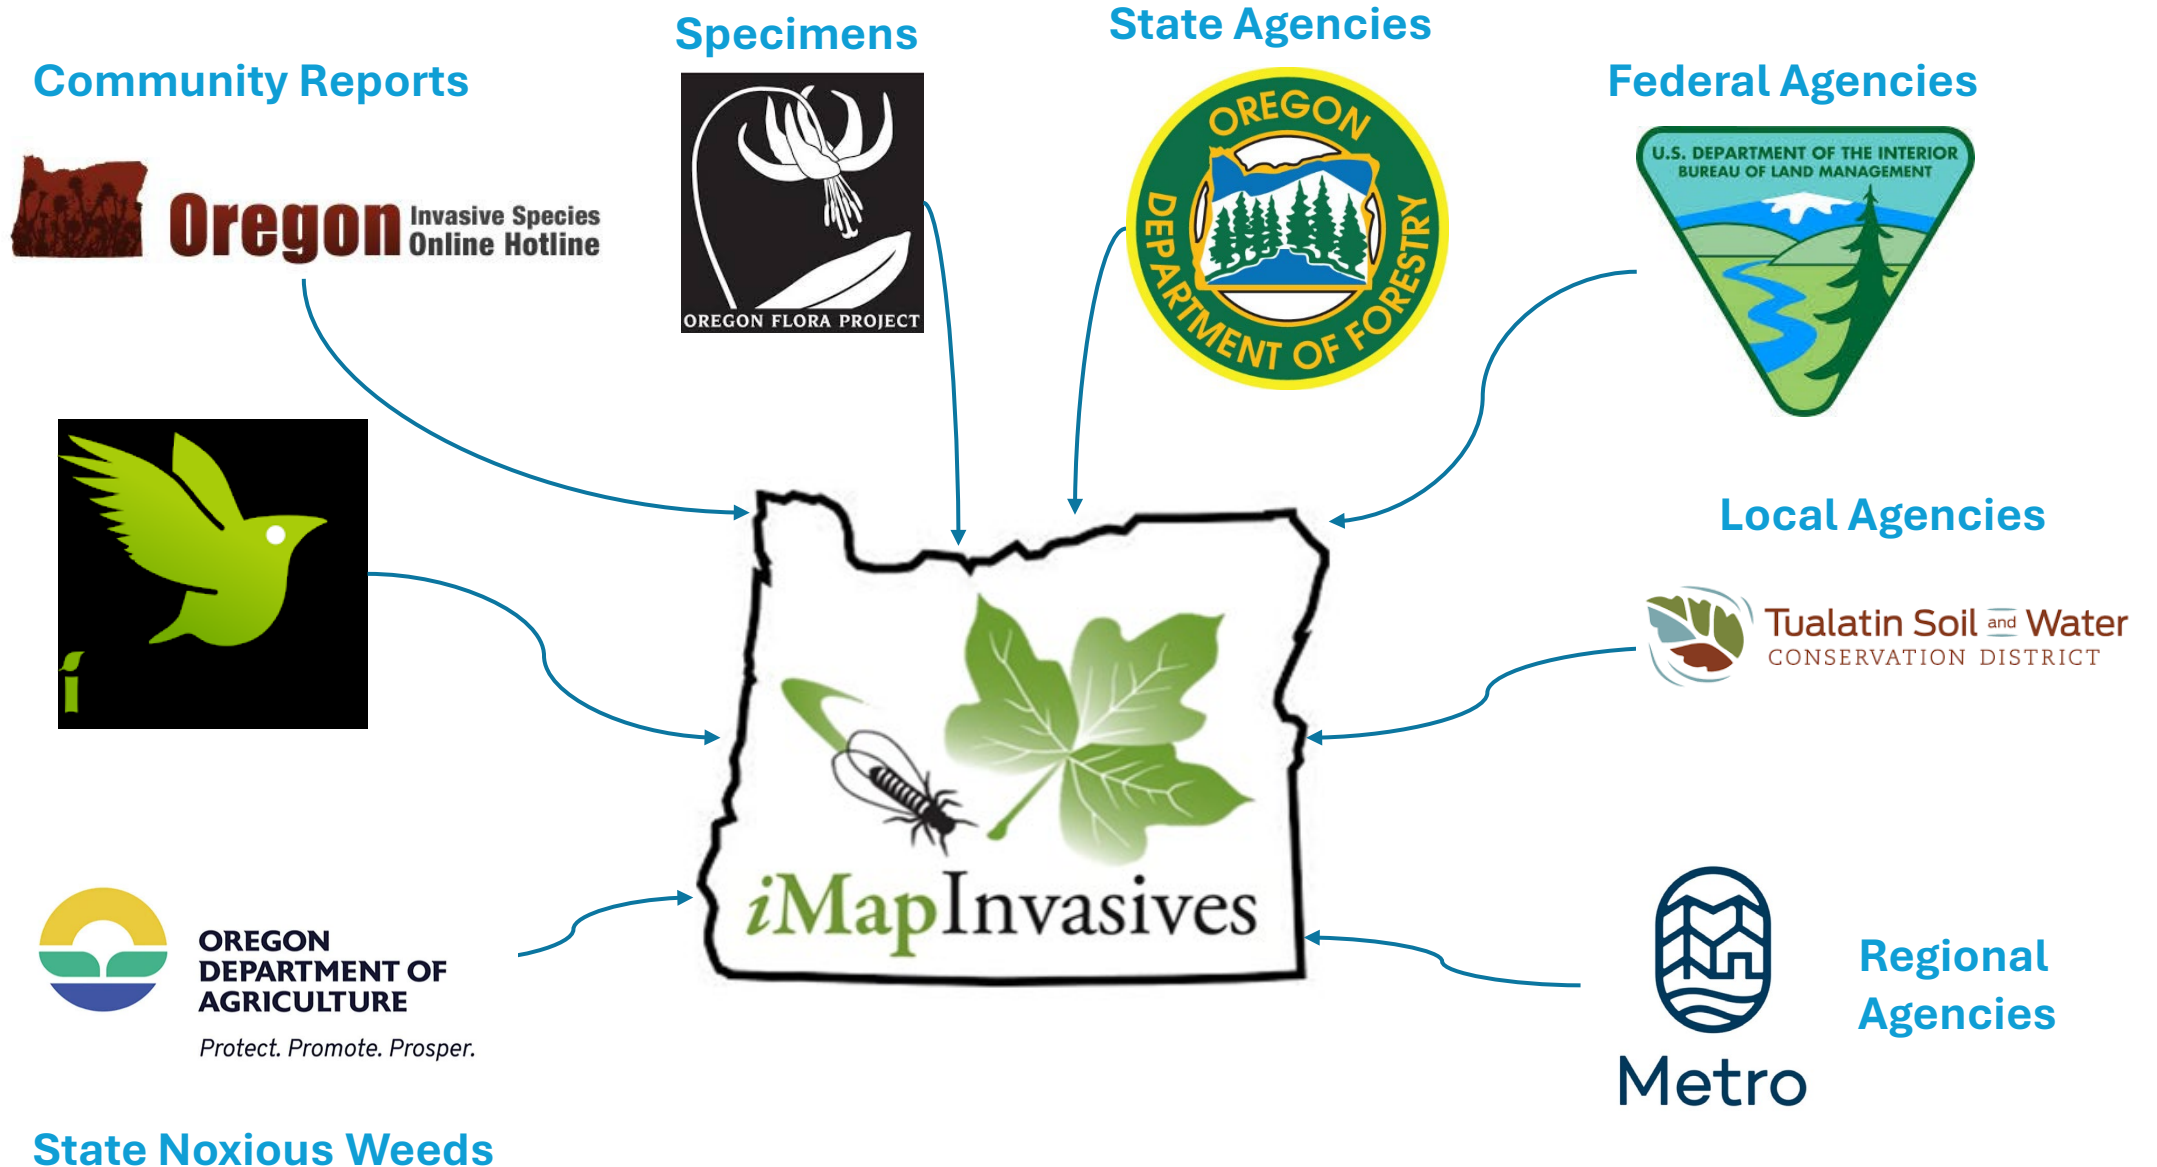 Community Reports
Oregon Invasive Species
Online Hotline
Specimens
OREGON FLORA PROJECT
State Agencies
OREGON
DEPARTMENT OF FORESTRY
Federal Agencies
U.S. DEPARTMENT OF THE INTERIOR
BUREAU OF LAND MANAGEMENT
Local Agencies
Tualatin Soil and Water
CONSERVATION DISTRICT
i
iMapInvasives
OREGON
DEPARTMENT OF
AGRICULTURE
Protect. Promote. Prosper.
State Noxious Weeds
Metro
Regional
Agencies